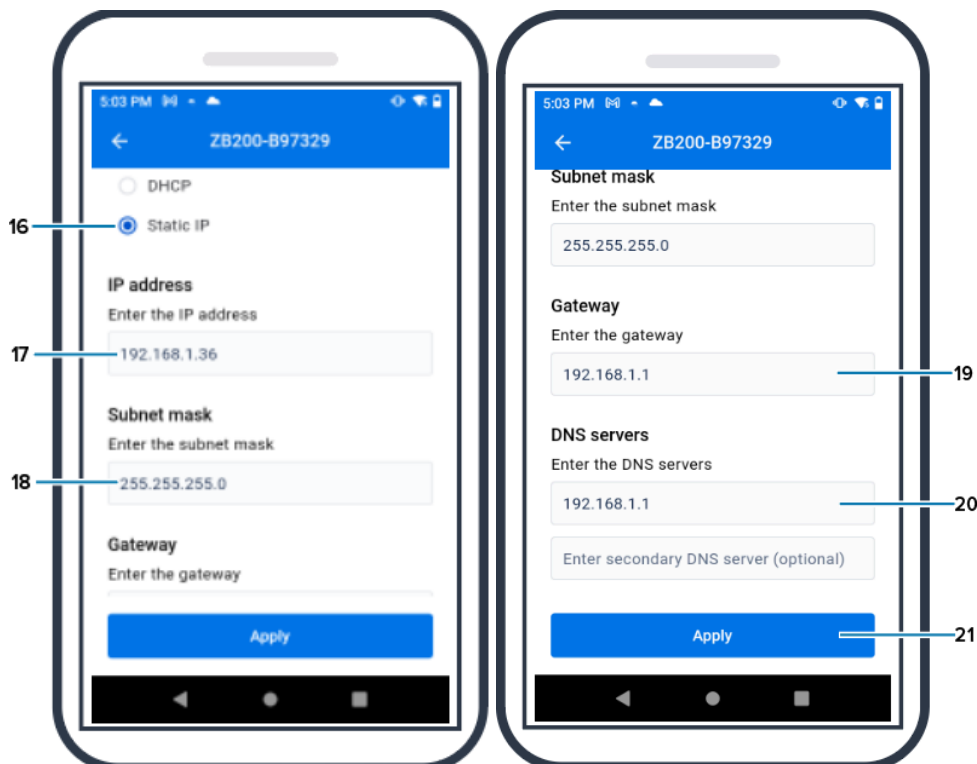 5:03 PM
ZB200-B97329
DHCP
16
Static IP
IP address
Enter the IP address
17
192.168.1.36
Subnet mask
Enter the subnet mask
18
255.255.255.0
Gateway
Enter the gateway
Apply
5:03 PM
ZB200-B97329
Subnet mask
Enter the subnet mask
255.255.255.0
Gateway
Enter the gateway
192.168.1.1
19
DNS servers
Enter the DNS servers
192.168.1.1
20
Enter secondary DNS server (optional)
Apply
21